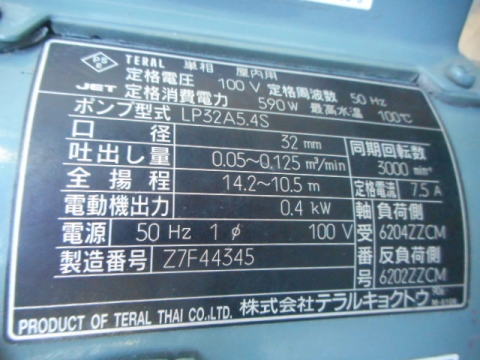 PS E TERAL 単相 屋内用
定格電圧 100 V 定格周波数 50 Hz
JET 定格消費電力 590 W 最高水温 100℃
ポンプ型式 LP32A5.4S
口径 32 mm 同期回転数
吐出し量 0.05~0.125 m³/min 3000 min⁻¹
全揚程 14.2~10.5 m 定格電流 7.5 A
電動機出力 0.4 kW 軸 負荷側
電源 50 Hz 1 ø 100 V 受 6204ZZCM
製造番号 Z7F44345 番 反負荷側
号 6202ZZCM
PRODUCT OF TERAL THAI CO.,LTD. 株式会社テラルキョクトウ